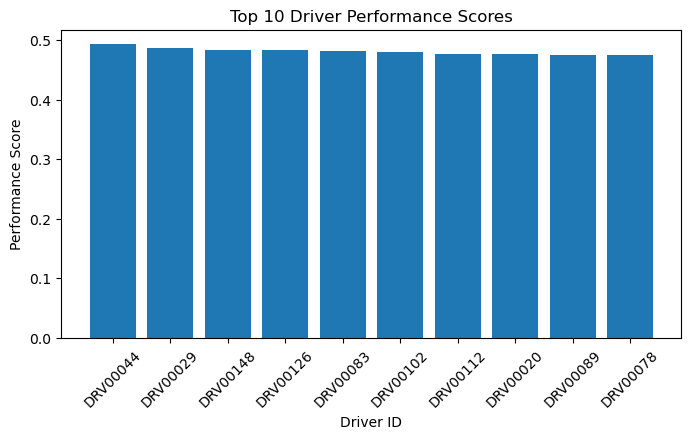 Top 10 Driver Performance Scores
Performance Score
0.5
0.4
0.3
0.2
0.1
0.0
DRV00044
DRV00029
DRV00148
DRV00126
DRV00083
DRV00102
DRV00112
DRV00020
DRV00089
DRV00078
Driver ID